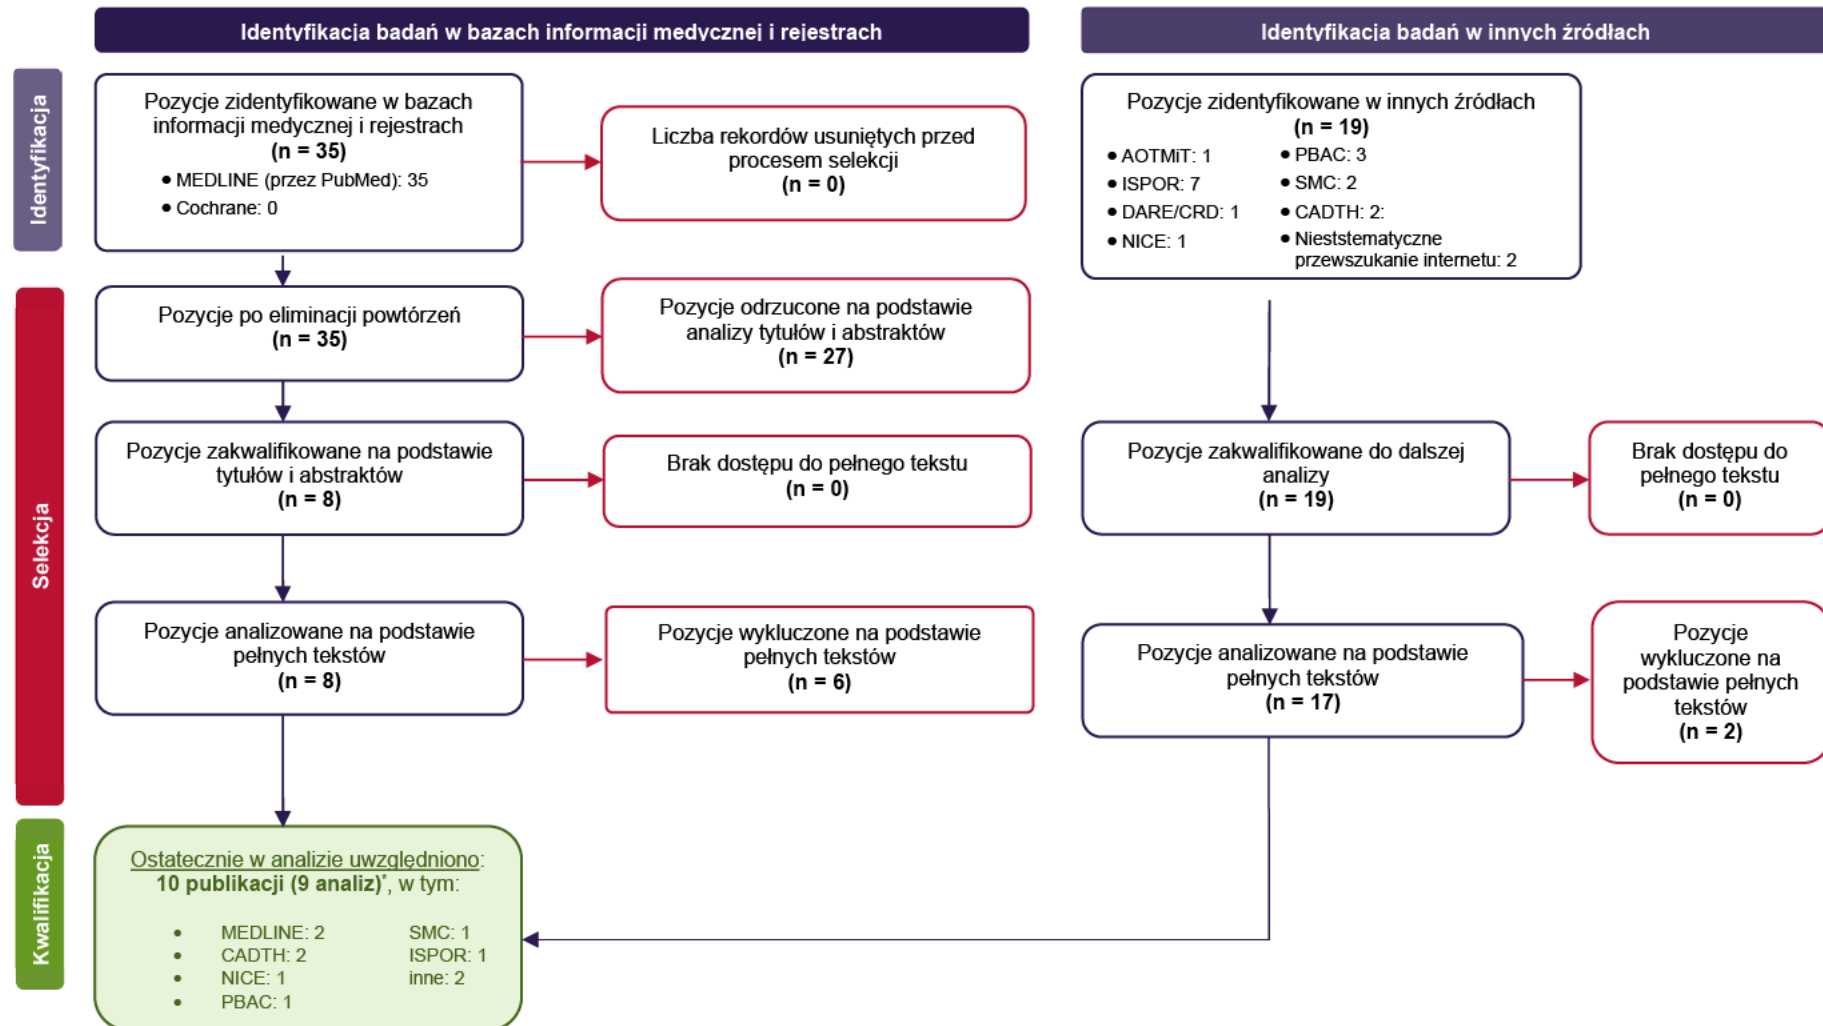 Identyfikacja badań w bazach informacji medycznej i rejestrach
Identyfikacja badań w innych źródłach
Identyfikacja
Pozycje zidentyfikowane w bazach
informacji medycznej i rejestrach
(n = 35)
• MEDLINE (przez PubMed): 35
• Cochrane: 0
Liczba rekordów usuniętych przed
procesem selekcji
(n = 0)
Pozycje zidentyfikowane w innych źródłach
(n = 19)
• AOTMiT: 1
• ISPOR: 7
• DARE/CRD: 1
• NICE: 1
• PBAC: 3
• SMC: 2
• CADTH: 2:
• Nieststematyczne
przewszukanie internetu: 2
Selekcja
Pozycje po eliminacji powtórzeń
(n = 35)
Pozycje odrzucone na podstawie
analizy tytułów i abstraktów
(n = 27)
Pozycje zakwalifikowane na podstawie
tytułów i abstraktów
(n = 8)
Brak dostępu do pełnego tekstu
(n = 0)
Pozycje zakwalifikowane do dalszej
analizy
(n = 19)
Brak dostępu do
pełnego tekstu
(n = 0)
Pozycje analizowane na podstawie
pełnych tekstów
(n = 8)
Pozycje wykluczone na podstawie
pełnych tekstów
(n = 6)
Pozycje analizowane na podstawie
pełnych tekstów
(n = 17)
Pozycje
wykluczone na
podstawie pełnych
tekstów
(n = 2)
Kwalifikacja
Ostatecznie w analizie uwzględniono:
10 publikacji (9 analiz)*, w tym:
• MEDLINE: 2
• CADTH: 2
• NICE: 1
• PBAC: 1
SMC: 1
ISPOR: 1
inne: 2